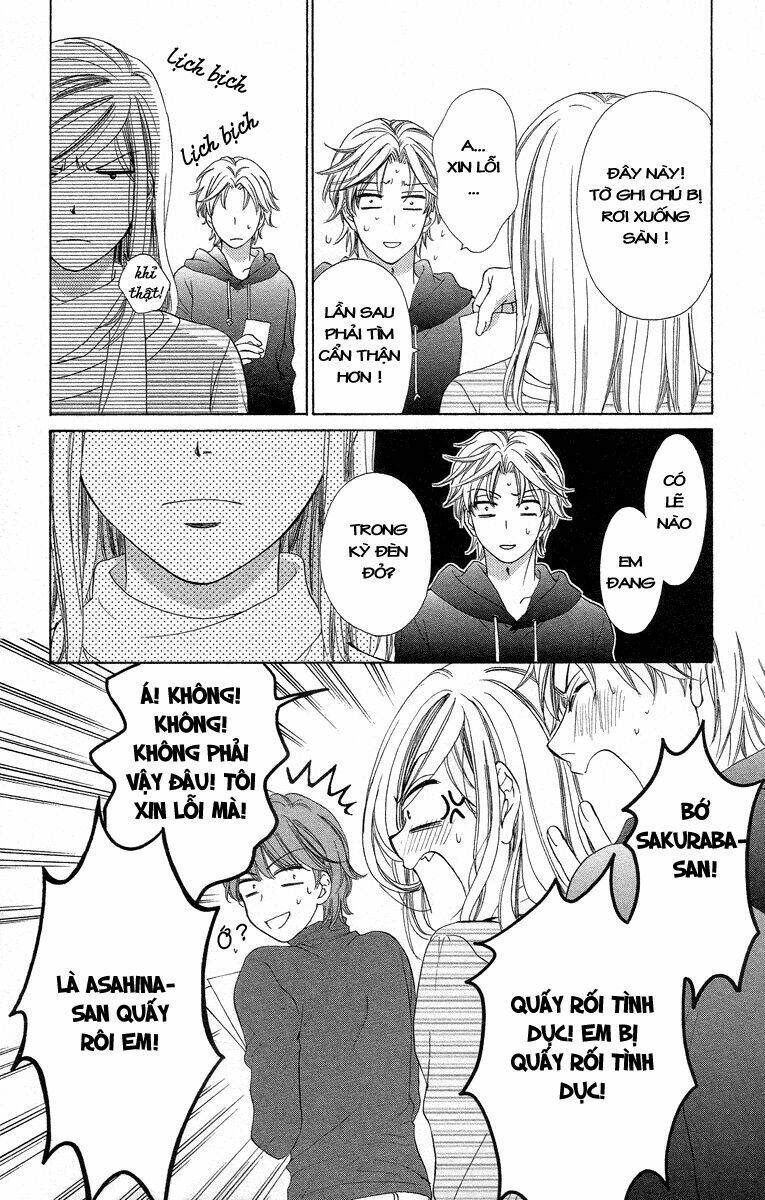 ĐÂY NÀY!
TỜ GHI CHÚ BỊ
RƠI XUỐNG
SÀN !
A...
XIN LỖI
...
LẦN SAU
PHẢI TÌM
CẨN THẬN
HƠN !
lịch bịch
lịch bịch
khỉ
thật!
CÓ
LẼ
NÀO
EM
ĐANG
TRONG
KỲ ĐÈN
ĐỎ?
BỚ
SAKURABA-
SAN!
QUẤY RỐI TÌNH
DỤC! EM BỊ
QUẤY RỐI TÌNH
DỤC!
Ớ?
Á! KHÔNG!
KHÔNG!
KHÔNG PHẢI
VẬY ĐÂU! TÔI
XIN LỖI MÀ!
LÀ ASAHINA-
SAN QUẤY
RÔI EM!